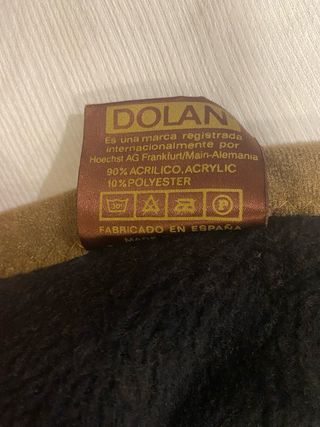 DOLAN
Es una marca registrada
internacionalmente por
Hoechst AG Frankfurt/Main-Alemania
90% ACRILICO, ACRYLIC
10% POLYESTER
30°
P
FABRICADO EN ESPAÑA
MADE